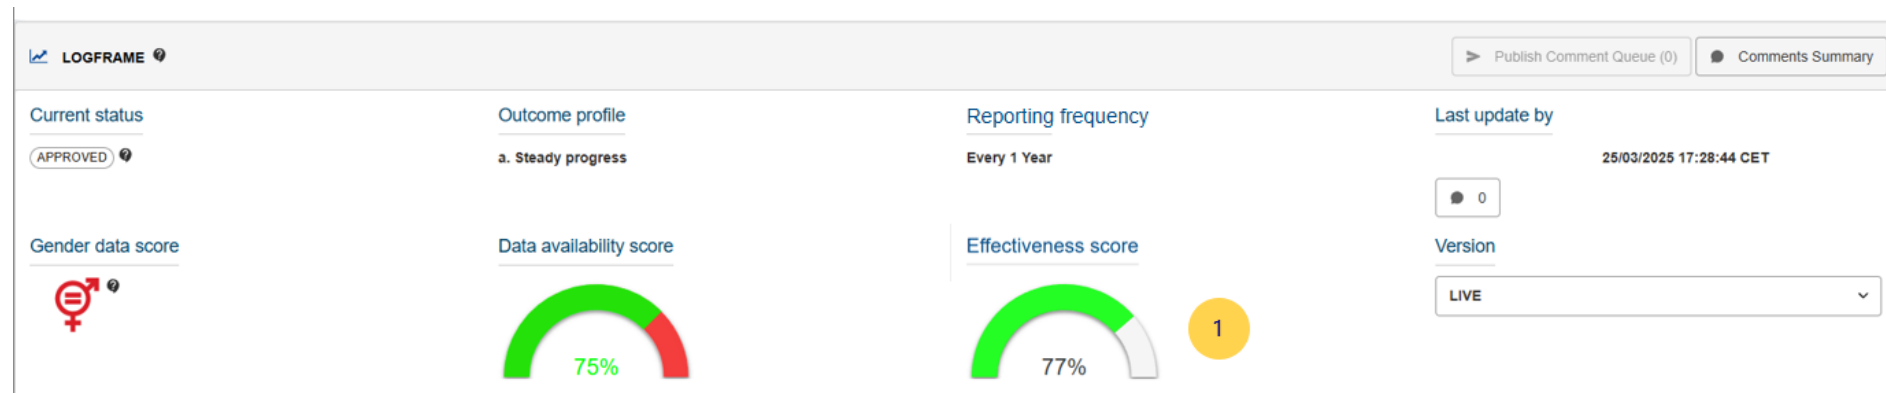 LOGFRAME
Publish Comment Queue (0)
Comments Summary
Current status
Outcome profile
Reporting frequency
Last update by
APPROVED
a. Steady progress
Every 1 Year
25/03/2025 17:28:44 CET
0
Gender data score
Data availability score
Effectiveness score
Version
LIVE
1
75%
77%